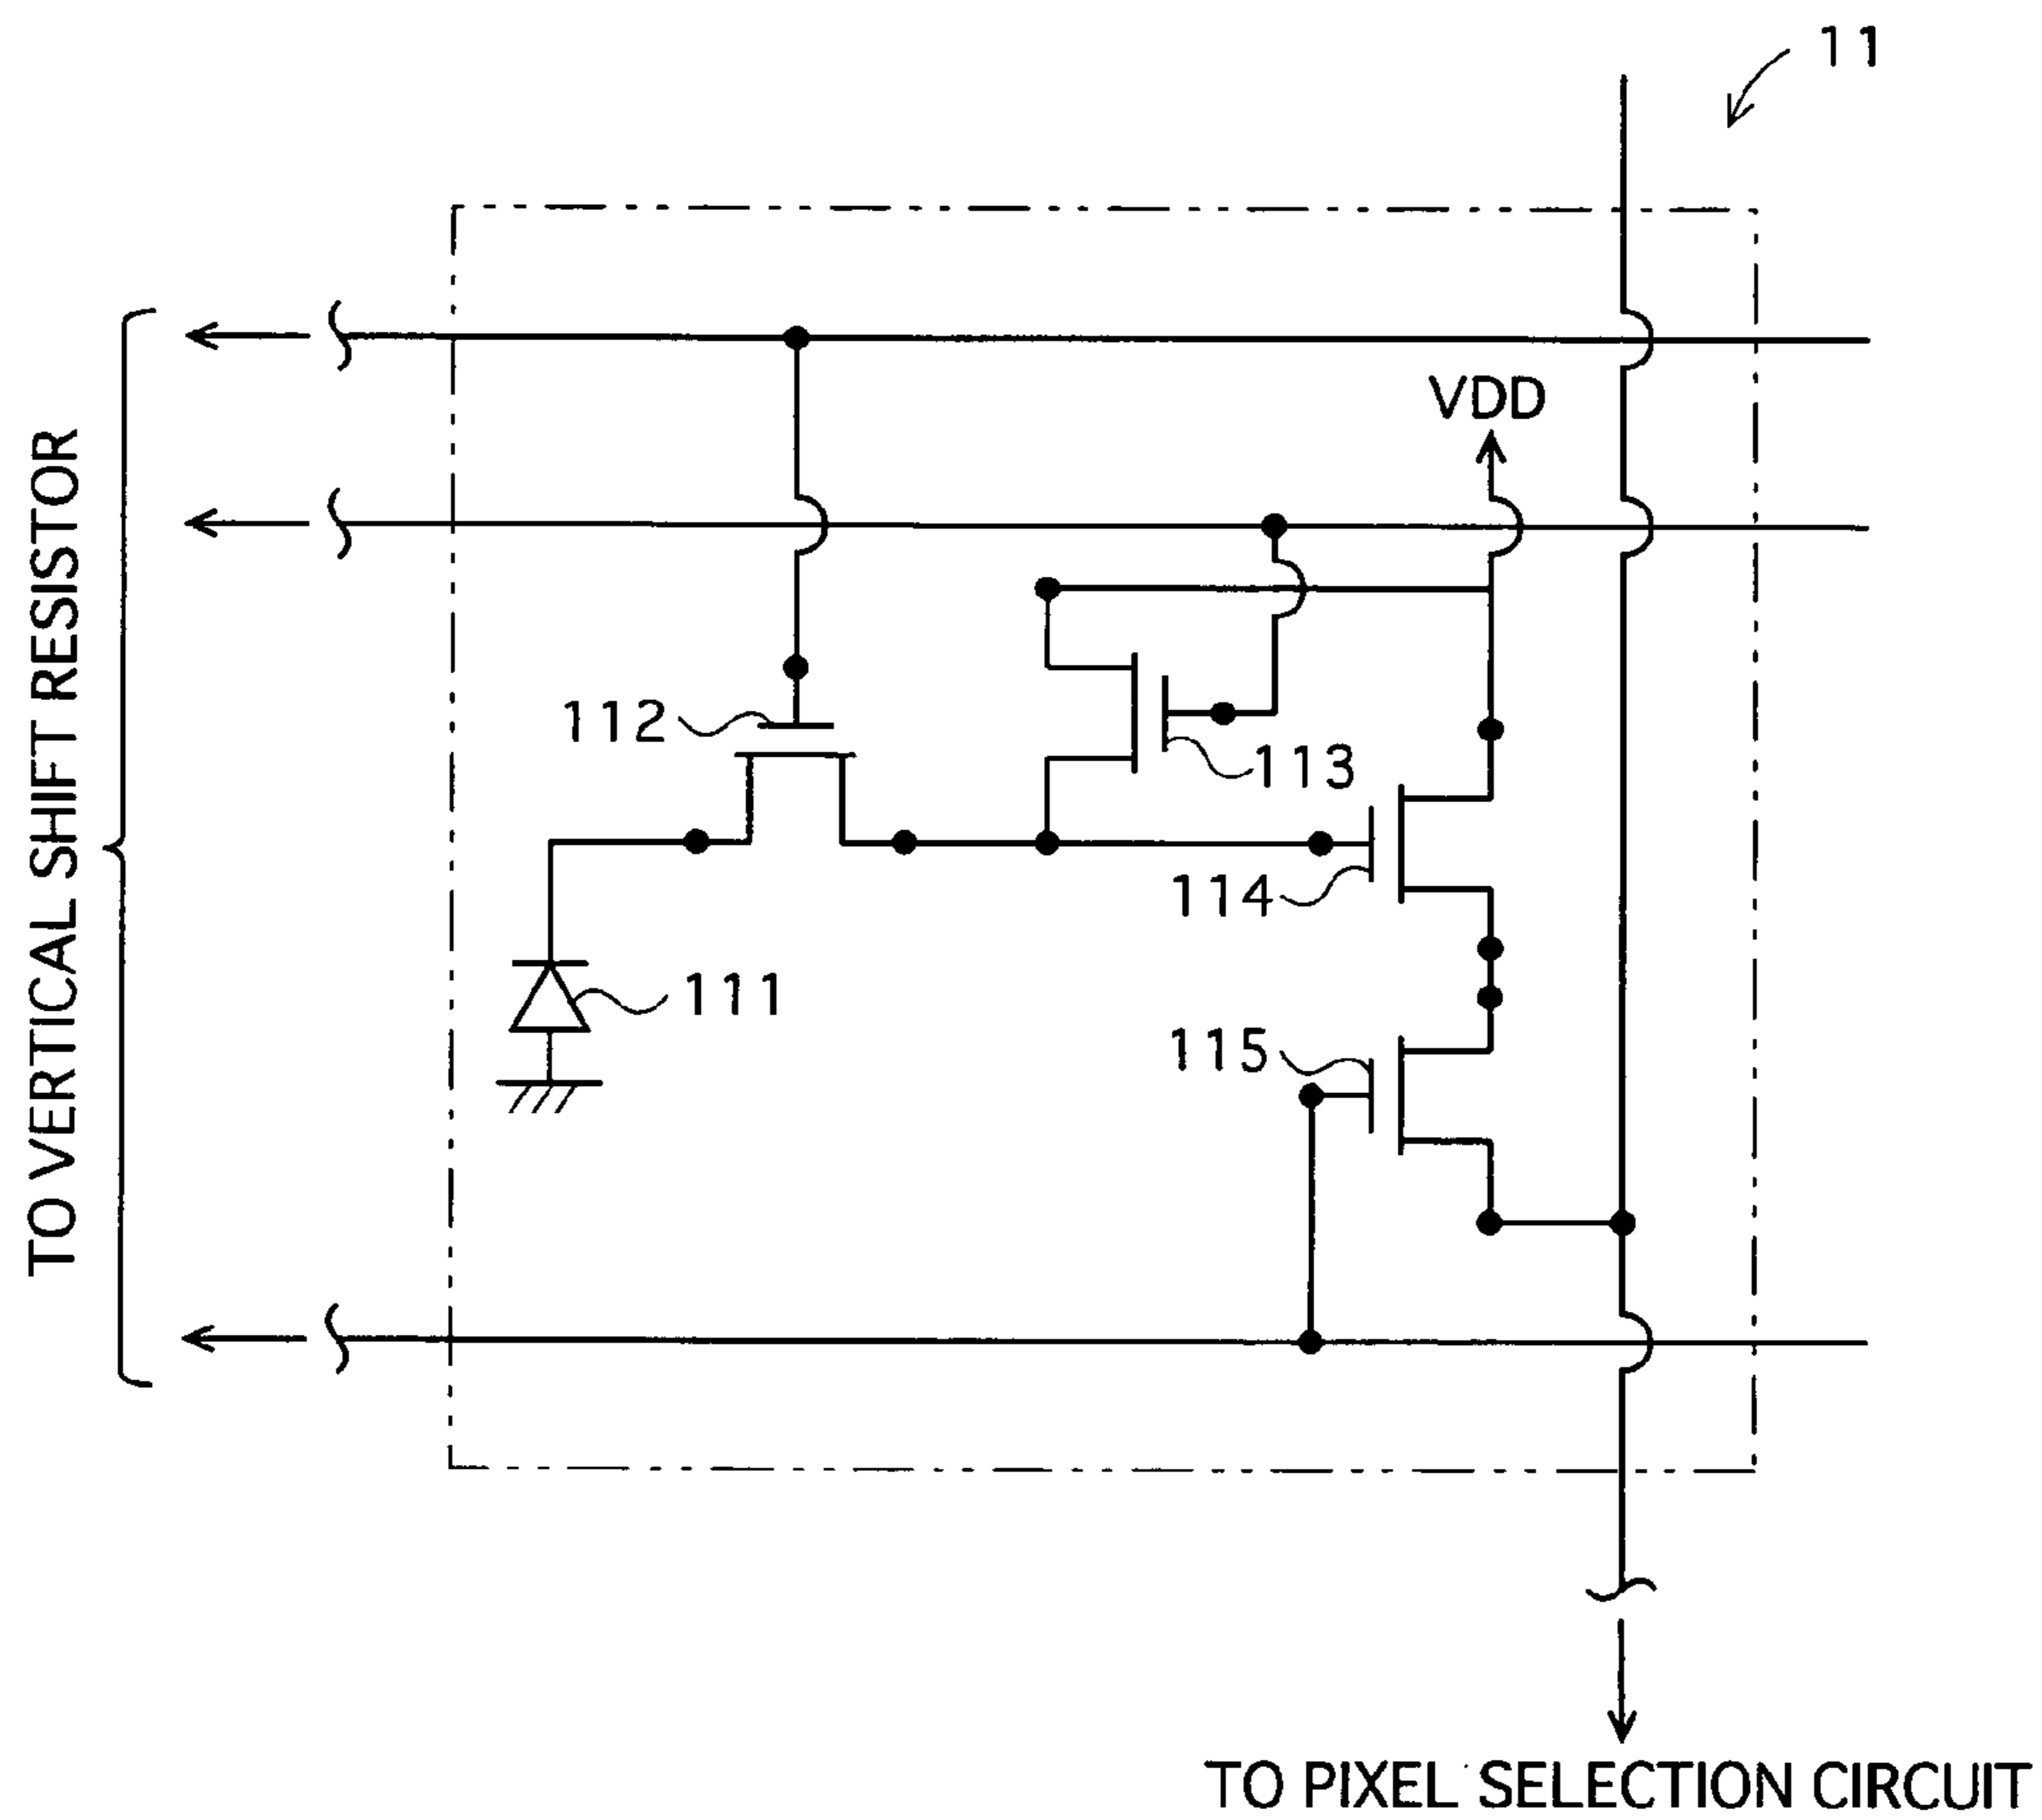 11
VDD
TO VERTICAL SHIFT RESISTOR
112
113
114
111
115
TO PIXEL SELECTION CIRCUIT